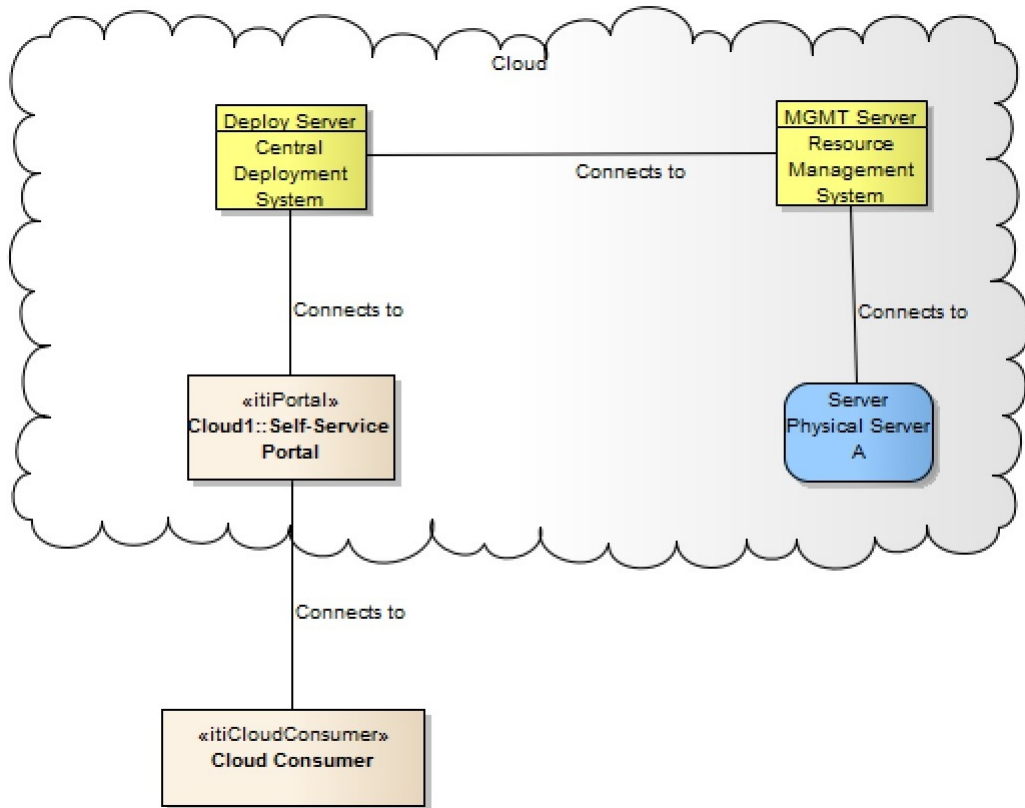 Cloud
Deploy Server
Central
Deployment
System
MGMT Server
Resource
Management
System
Connects to
Connects to
Connects to
«itiPortal»
Cloud1::Self-Service
Portal
Server
Physical Server
A
Connects to
«itiCloudConsumer»
Cloud Consumer